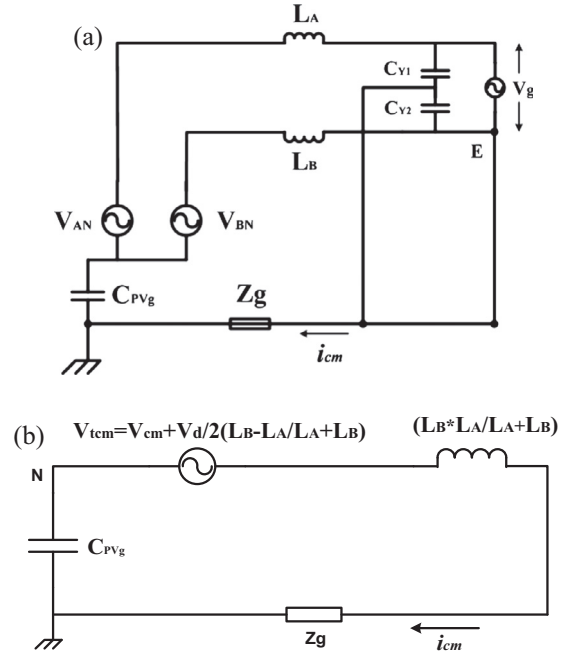 (a)
LA
CY1
CY2
Vg
E
LB
VAN
VBN
CPVg
Zg
icm
(b)
Vtcm=Vcm+Vd/2(LB-LA/LA+LB)
(LB*LA/LA+LB)
N
CPVg
Zg
icm